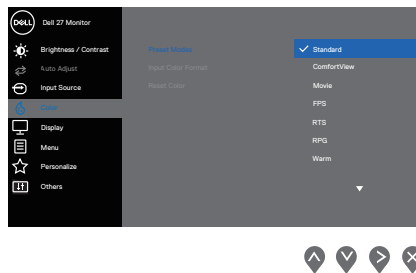 DELL
Dell 27 Monitor
Brightness / Contrast
Auto Adjust
Input Source
Color
Display
Menu
Personalize
Others
Preset Modes
Input Color Format
Reset Color
Standard
ComfortView
Movie
FPS
RTS
RPG
Warm